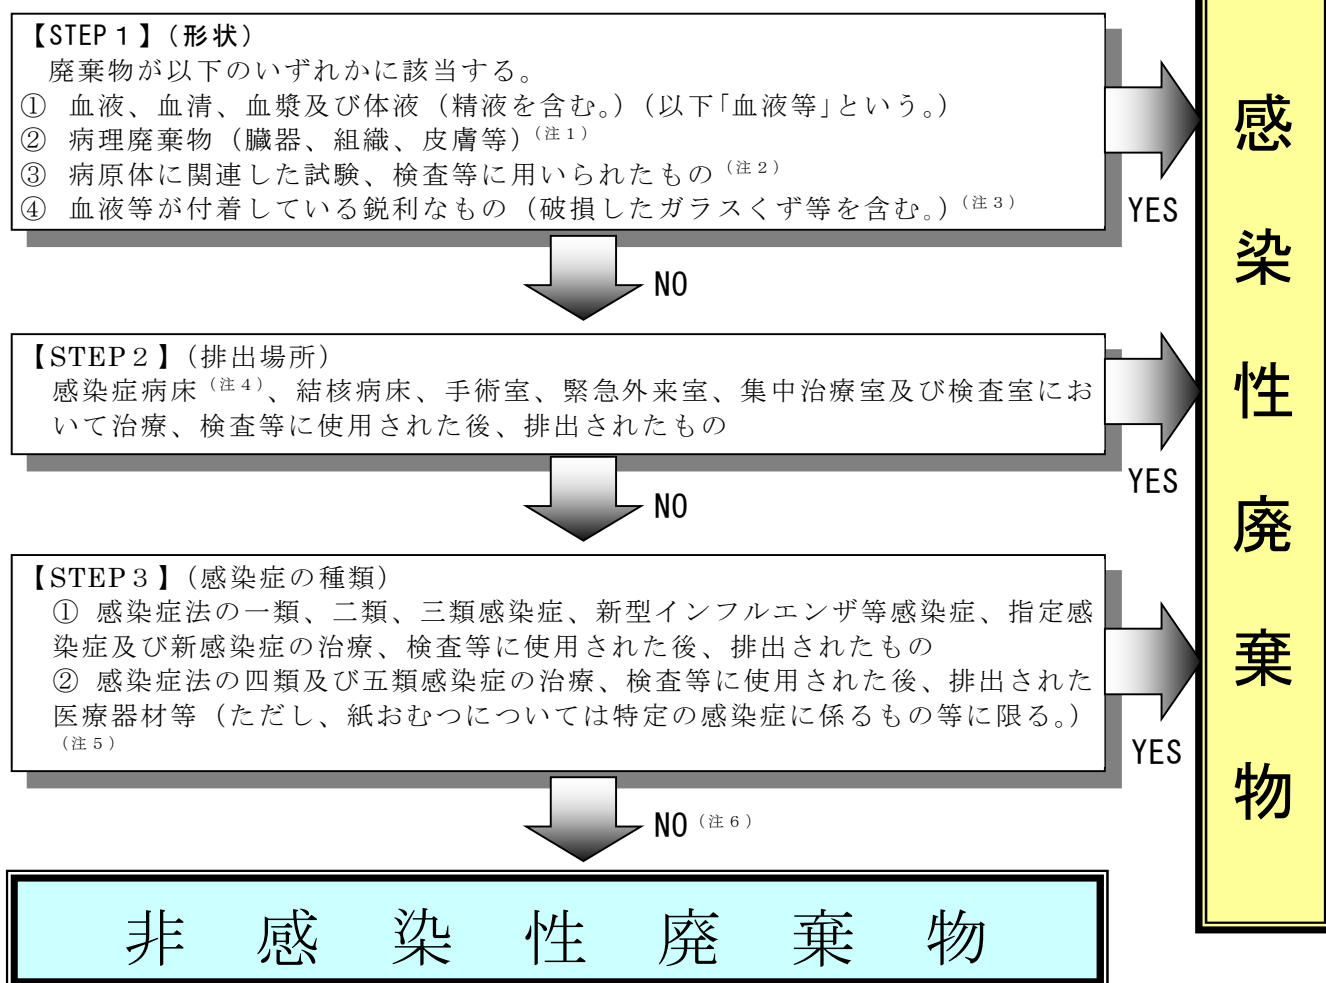 【STEP１】（形状）
廃棄物が以下のいずれかに該当する。
① 血液、血清、血漿及び体液（精液を含む。）（以下「血液等」という。）
② 病理廃棄物（臓器、組織、皮膚等）（注１）
③ 病原体に関連した試験、検査等に用いられたもの（注２）
④ 血液等が付着している鋭利なもの（破損したガラスくず等を含む。）（注３）
YES
NO
【STEP２】（排出場所）
感染症病床（注４）、結核病床、手術室、緊急外来室、集中治療室及び検査室にお
いて治療、検査等に使用された後、排出されたもの
YES
NO
【STEP３】（感染症の種類）
① 感染症法の一類、二類、三類感染症、新型インフルエンザ等感染症、指定感
染症及び新感染症の治療、検査等に使用された後、排出されたもの
② 感染症法の四類及び五類感染症の治療、検査等に使用された後、排出された
医療器材等（ただし、紙おむつについては特定の感染症に係るもの等に限る。）
（注５）
YES
NO（注６）
非感染性廃棄物
感染性廃棄物